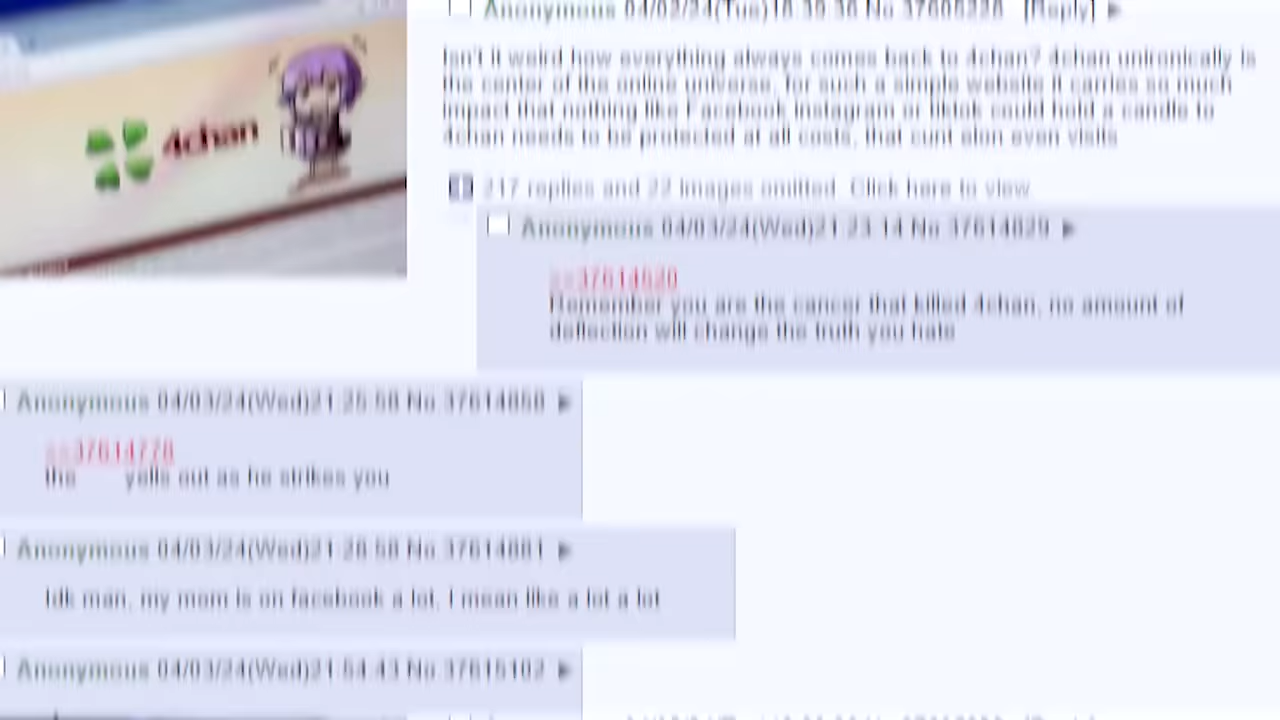 4chan
Anonymous 04/02/24(Tue)18:39:36 No.37605228 [Reply] ▶
Isn't it weird how everything always comes back to 4chan? 4chan unironically is
the center of the online universe, for such a simple website it carries so much
impact that nothing like Facebook Instagram or tiktok could hold a candle to
4chan needs to be protected at all costs, that cunt elon even visits
217 replies and 22 images omitted. Click here to view.
Anonymous 04/03/24(Wed)21:23:14 No.37614829 ▶
>>37614620
Remember you are the cancer that killed 4chan, no amount of
deflection will change the truth you hate
Anonymous 04/03/24(Wed)21:25:58 No.37614858 ▶
>>37614778
the yells out as he strikes you
Anonymous 04/03/24(Wed)21:28:58 No.37614881 ▶
Idk man, my mom is on facebook a lot, I mean like a lot a lot
Anonymous 04/03/24(Wed)21:54:43 No.37615102 ▶